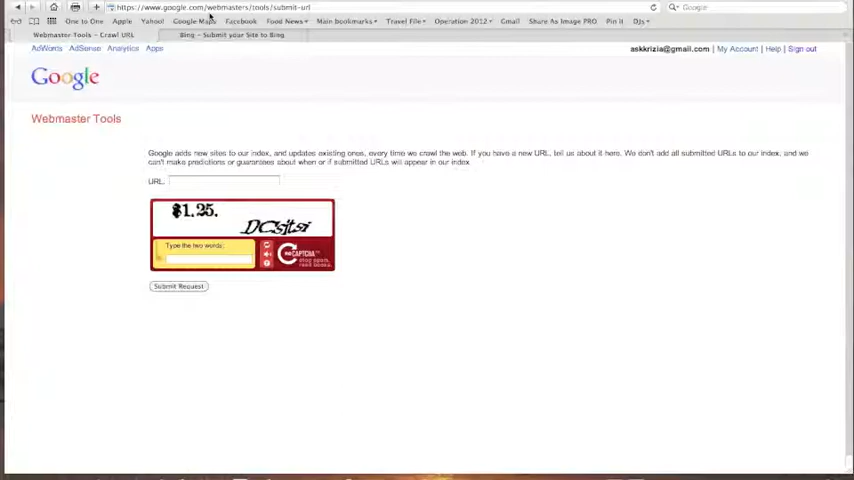 https://www.google.com/webmasters/tools/submit-url
Google
One to One Apple Yahoo! Google Maps Facebook Food News Main bookmarks Travel File Operation 2012 Gmail Share As Image PRO Pin It DJs
Webmaster Tools - Crawl URL Bing - Submit your Site to Bing
AdWords AdSense Analytics Apps
askkrizia@gmail.com | My Account | Help | Sign out
Google
Webmaster Tools
Google adds new sites to our index, and updates existing ones, every time we crawl the web. If you have a new URL, tell us about it here. We don't add all submitted URLs to our index, and we
can't make predictions or guarantees about when or if submitted URLs will appear in our index.
URL:
$1.25.
Type the two words:
reCAPTCHA™
stop spam.
read books.
Submit Request